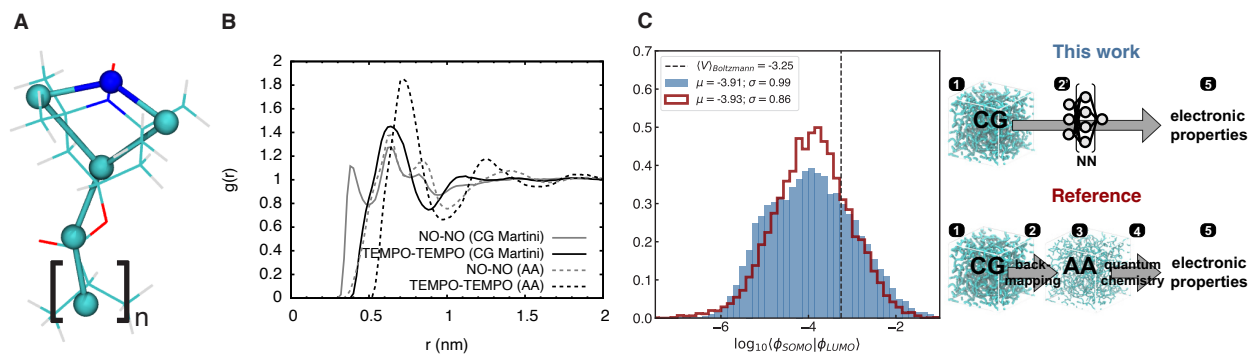 A
[ ]n
B
g(r)
2
1.8
1.6
1.4
1.2
1
0.8
0.6
0.4
0.2
0
NO-NO (CG Martini)
TEMPO-TEMPO (CG Martini)
NO-NO (AA)
TEMPO-TEMPO (AA)
0 0.5 1 1.5 2
r (nm)
C
0.7
0.6
0.5
0.4
0.3
0.2
0.1
0.0
⟨V⟩Boltzmann = -3.25
μ = -3.91; σ = 0.99
μ = -3.93; σ = 0.86
−6 −4 −2
log10⟨ϕSOMO|ϕLUMO⟩
This work
1 2' 5
CG
NN
electronic
properties
Reference
1 2 3 4 5
CG
back-
mapping
AA
quantum
chemistry
electronic
properties